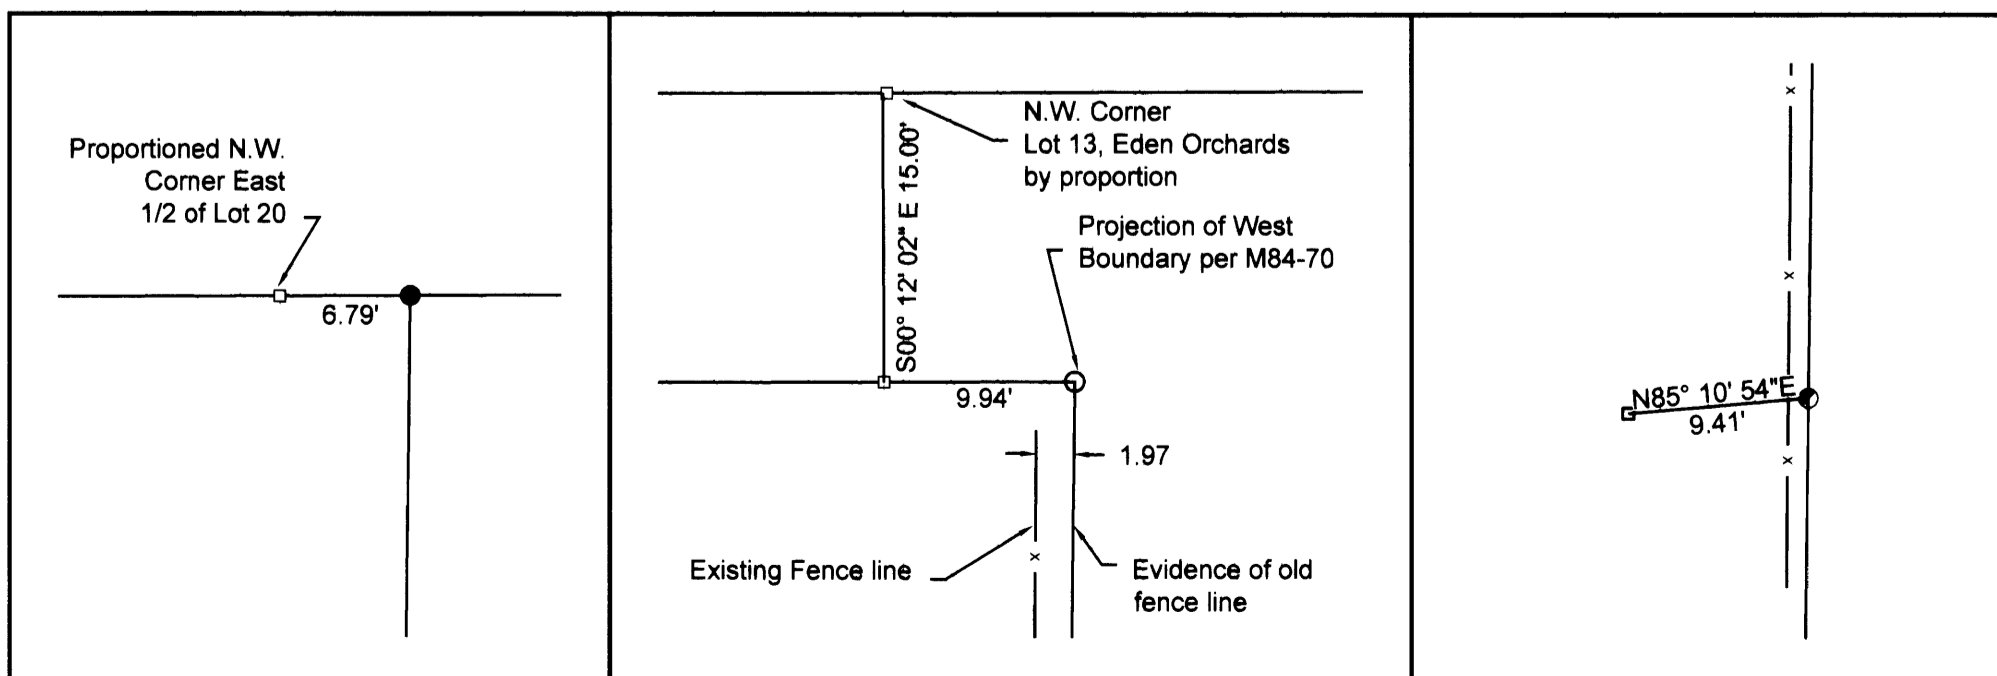 Proportioned N.W.
Corner East
1/2 of Lot 20
6.79'
N.W. Corner
Lot 13, Eden Orchards
by proportion
S00° 12' 02" E 15.00'
Projection of West
Boundary per M84-70
9.94'
1.97
x
Existing Fence line
Evidence of old
fence line
x
x
N85° 10' 54"E
9.41'
x